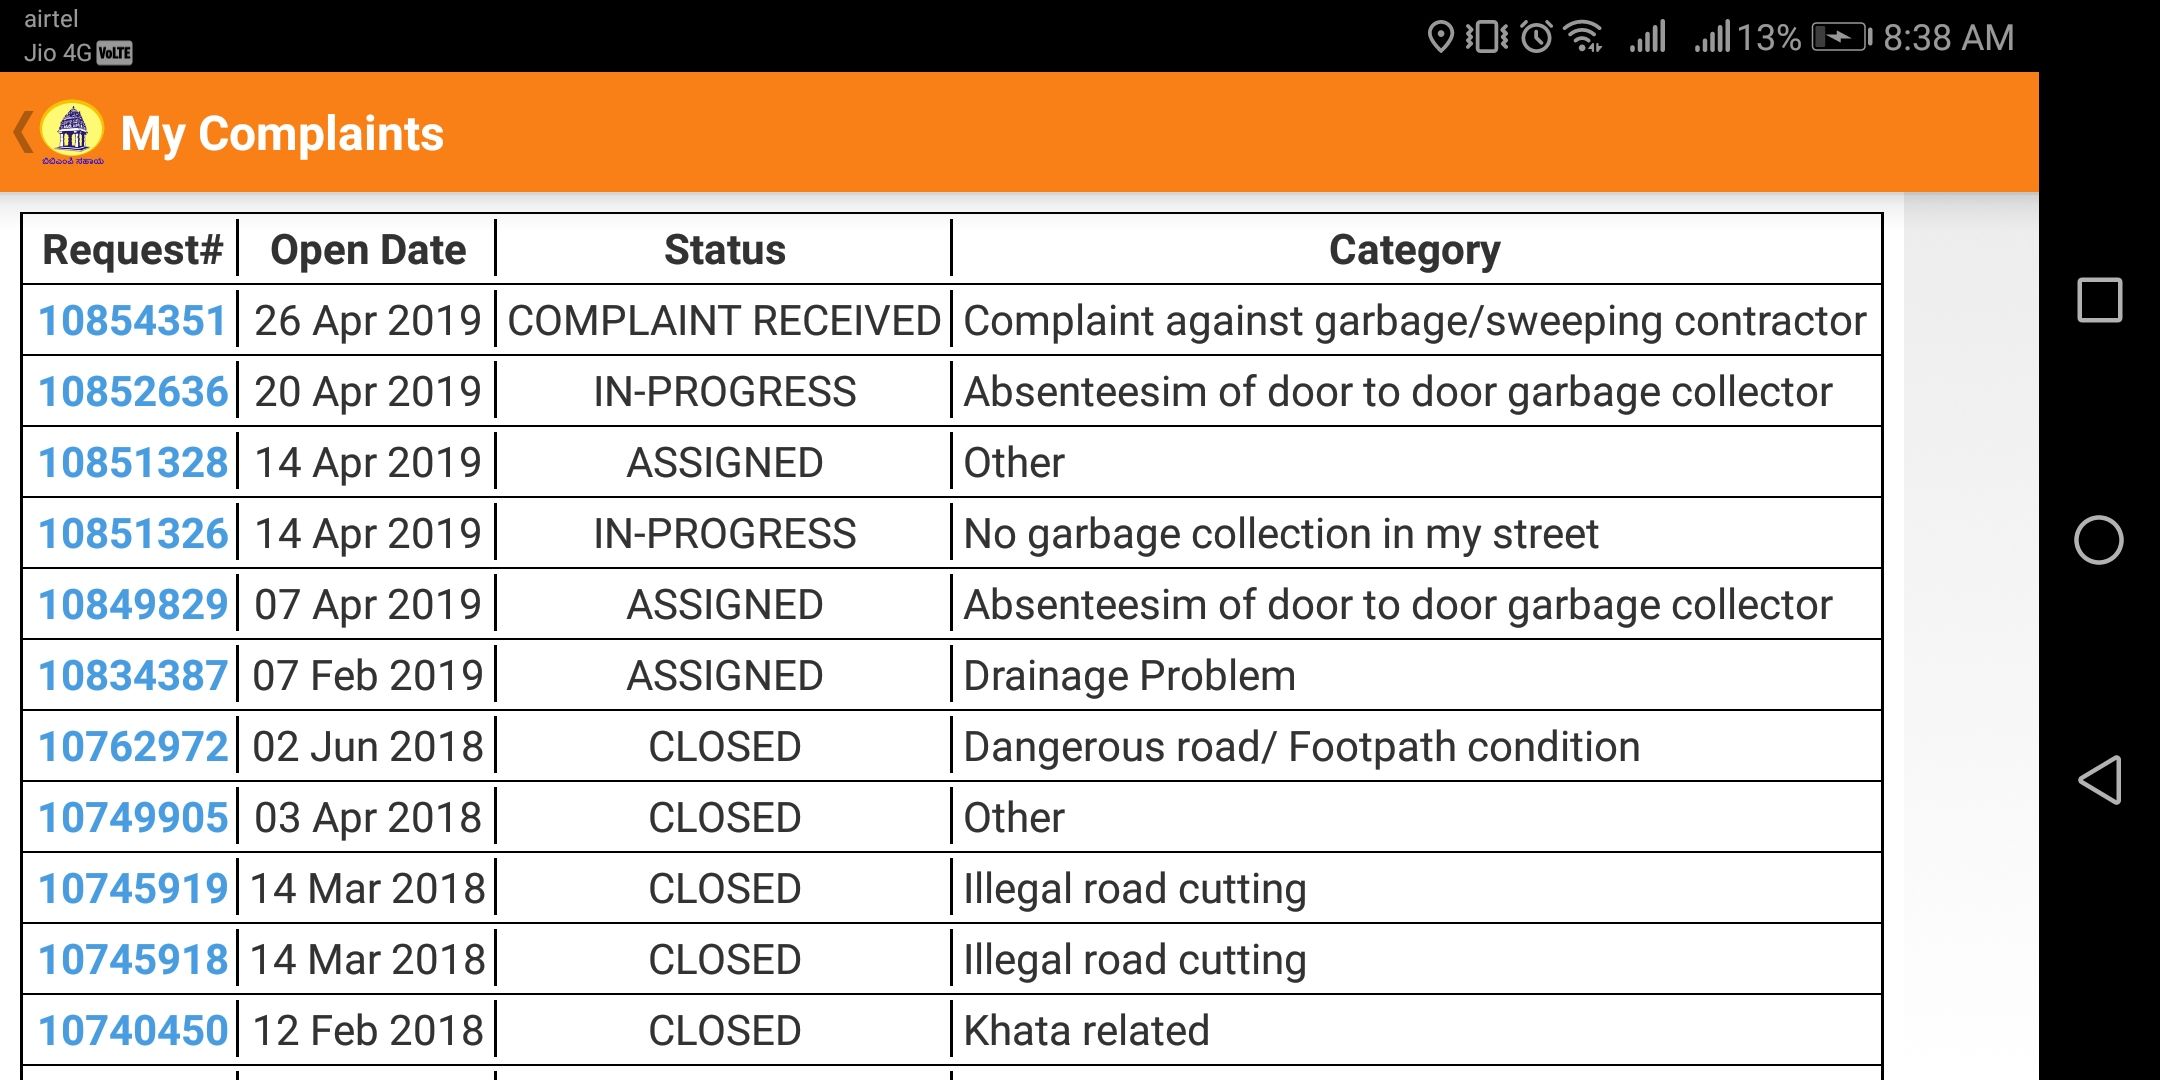 airtel
Jio 4G VoLTE
13% 8:38 AM
ಬಿಬಿಎಂಪಿ ಸಹಾಯ
My Complaints
Request# Open Date Status Category
10854351 26 Apr 2019 COMPLAINT RECEIVED Complaint against garbage/sweeping contractor
10852636 20 Apr 2019 IN-PROGRESS Absenteesim of door to door garbage collector
10851328 14 Apr 2019 ASSIGNED Other
10851326 14 Apr 2019 IN-PROGRESS No garbage collection in my street
10849829 07 Apr 2019 ASSIGNED Absenteesim of door to door garbage collector
10834387 07 Feb 2019 ASSIGNED Drainage Problem
10762972 02 Jun 2018 CLOSED Dangerous road/ Footpath condition
10749905 03 Apr 2018 CLOSED Other
10745919 14 Mar 2018 CLOSED Illegal road cutting
10745918 14 Mar 2018 CLOSED Illegal road cutting
10740450 12 Feb 2018 CLOSED Khata related